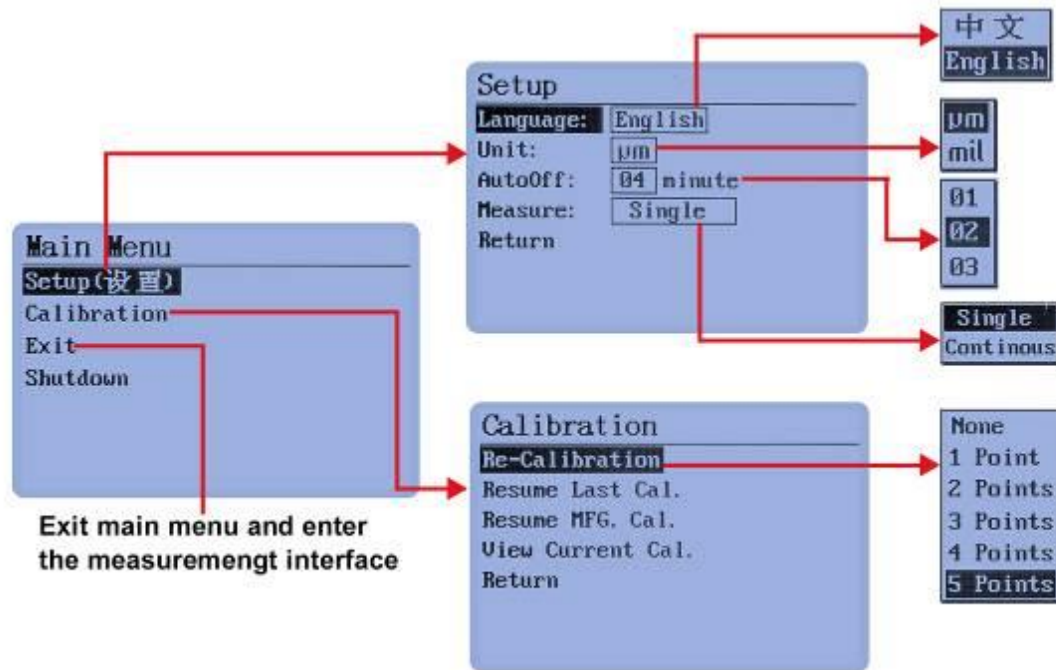 Main Menu
Setup(设置)
Calibration
Exit
Shutdown
Exit main menu and enter
the measuremengt interface
Setup
Language: English
Unit: µm
AutoOff: 04 minute
Measure: Single
Return
中文
English
µm
mil
01
02
03
Single
Continous
Calibration
Re-Calibration
Resume Last Cal.
Resume MFG. Cal.
View Current Cal.
Return
None
1 Point
2 Points
3 Points
4 Points
5 Points